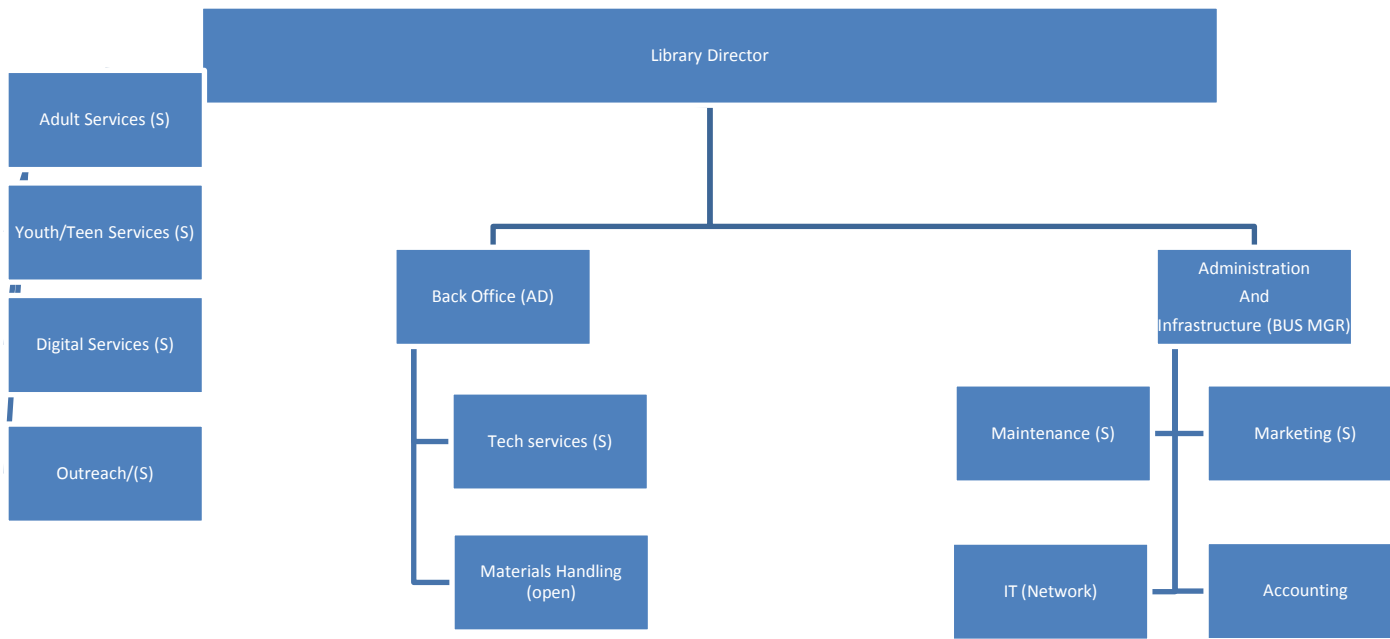 Library Director
Adult Services (S)
Youth/Teen Services (S)
Digital Services (S)
Outreach/(S)
Back Office (AD)
Tech services (S)
Materials Handling
(open)
Administration
And
Infrastructure (BUS MGR)
Maintenance (S)
Marketing (S)
IT (Network)
Accounting